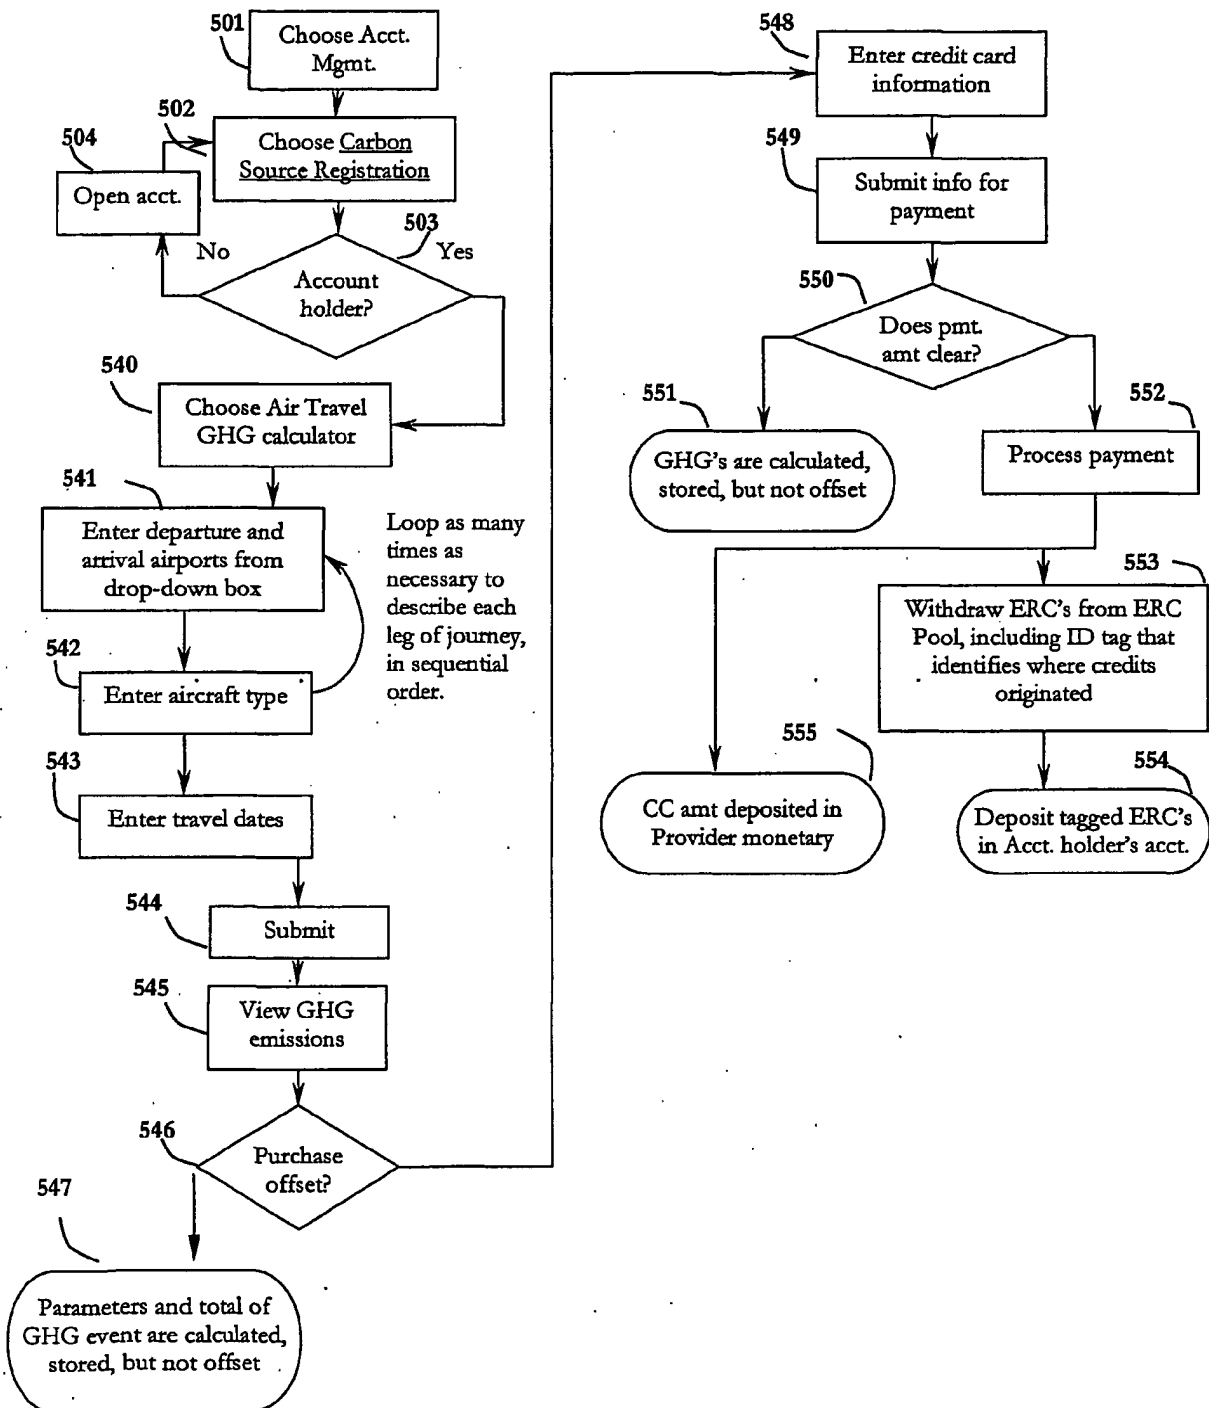 501
Choose Acct.
Mgmt.
502
504
Choose Carbon
Source Registration
Open acct.
503
No
Yes
Account
holder?
540
Choose Air Travel
GHG calculator
541
Enter departure and
arrival airports from
drop-down box
Loop as many
times as
necessary to
describe each
leg of journey,
in sequential
order.
542
Enter aircraft type
543
Enter travel dates
544
Submit
545
View GHG
emissions
546
Purchase
offset?
547
Parameters and total of
GHG event are calculated,
stored, but not offset
548
Enter credit card
information
549
Submit info for
payment
550
Does pmt.
amt clear?
551
GHG's are calculated,
stored, but not offset
552
Process payment
553
Withdraw ERC's from ERC
Pool, including ID tag that
identifies where credits
originated
555
CC amt deposited in
Provider monetary
554
Deposit tagged ERC's
in Acct. holder's acct.